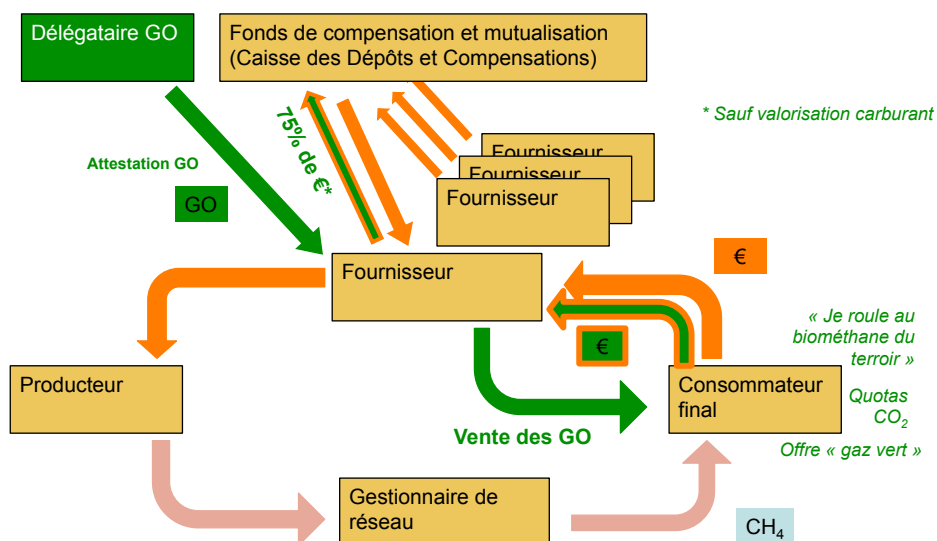 Délégataire GO
Fonds de compensation et mutualisation
(Caisse des Dépôts et Compensations)
* Sauf valorisation carburant
75% de €*
Attestation GO
GO
Fournisseur
Fournisseur
Fournisseur
Fournisseur
€
€
« Je roule au
biométhane du
terroir »
Producteur
Consommateur
final
Quotas
CO₂
Vente des GO
Offre « gaz vert »
Gestionnaire de
réseau
CH₄